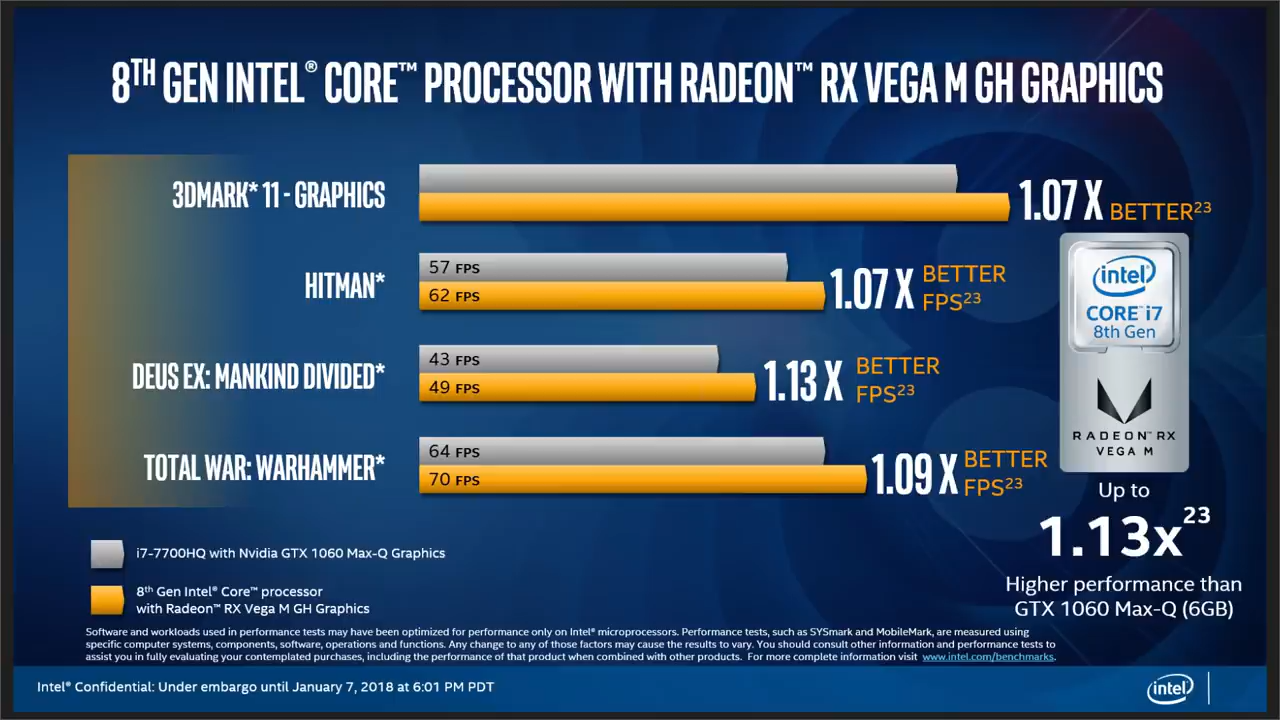 8TH GEN INTEL® CORE™ PROCESSOR WITH RADEON™ RX VEGA M GH GRAPHICS
3DMARK* 11 - GRAPHICS
1.07 X BETTER23
HITMAN*
57 FPS
62 FPS
1.07 X BETTER
FPS23
DEUS EX: MANKIND DIVIDED*
43 FPS
49 FPS
1.13 X BETTER
FPS23
TOTAL WAR: WARHAMMER*
64 FPS
70 FPS
1.09 X BETTER
FPS23
intel®
CORE™ i7
8th Gen
RADEON™ RX
VEGA M
Up to
1.13x23
Higher performance than
GTX 1060 Max-Q (6GB)
i7-7700HQ with Nvidia GTX 1060 Max-Q Graphics
8th Gen Intel® Core™ processor
with Radeon™ RX Vega M GH Graphics
Software and workloads used in performance tests may have been optimized for performance only on Intel® microprocessors. Performance tests, such as SYSmark and MobileMark, are measured using
specific computer systems, components, software, operations and functions. Any change to any of those factors may cause the results to vary. You should consult other information and performance tests to
assist you in fully evaluating your contemplated purchases, including the performance of that product when combined with other products. For more complete information visit www.intel.com/benchmarks.
Intel® Confidential: Under embargo until January 7, 2018 at 6:01 PM PDT
intel®